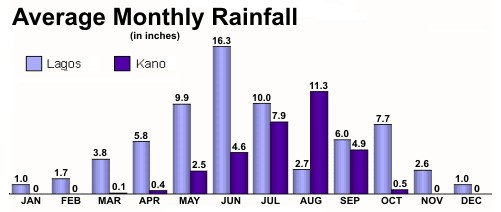 Average Monthly Rainfall
(in inches)
Lagos Kano
1.0 0 1.7 0 3.8 0.1 5.8 0.4 9.9 2.5 16.3 4.6 10.0 7.9 2.7 11.3 6.0 4.9 7.7 0.5 2.6 0 1.0 0
JAN FEB MAR APR MAY JUN JUL AUG SEP OCT NOV DEC